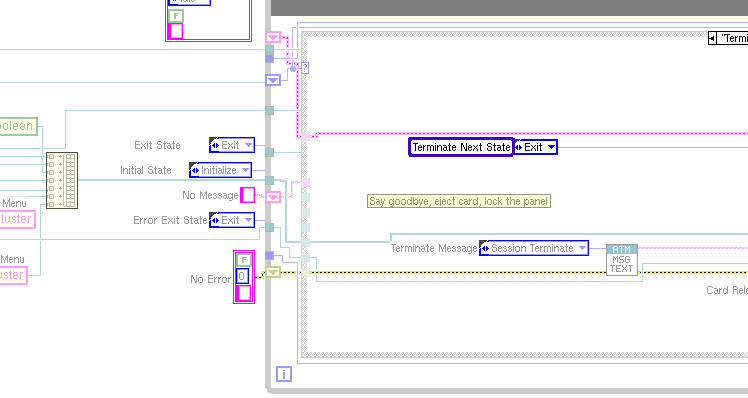 Idle
F
"Termi
?
oolean
Terminate Next State
Exit
Exit State
Exit
Initial State
Initialize
No Message
Say goodbye, eject card, lock the panel
Menu
luster
Error Exit State
Exit
Terminate Message
Session Terminate
ATM
MSG
TEXT
Menu
uster
F
0
No Error
Card Rele
i